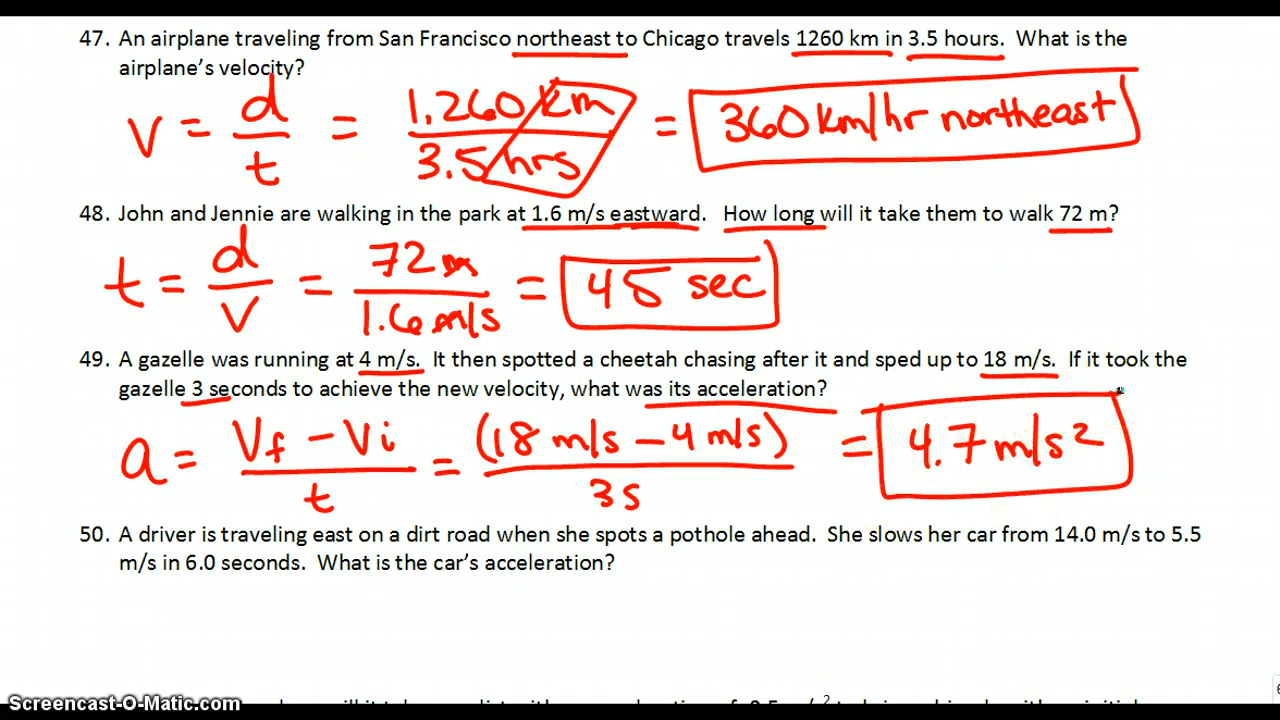 47. An airplane traveling from San Francisco northeast to Chicago travels 1260 km in 3.5 hours. What is the
airplane's velocity?
v = d/t = 1,260 km/3.5 hrs = 360 km/hr northeast
48. John and Jennie are walking in the park at 1.6 m/s eastward. How long will it take them to walk 72 m?
t = d/v = 72 m/1.6 m/s = 45 sec
49. A gazelle was running at 4 m/s. It then spotted a cheetah chasing after it and sped up to 18 m/s. If it took the
gazelle 3 seconds to achieve the new velocity, what was its acceleration?
a = Vf - Vi/t = (18 m/s - 4 m/s)/3s = 4.7 m/s²
50. A driver is traveling east on a dirt road when she spots a pothole ahead. She slows her car from 14.0 m/s to 5.5
m/s in 6.0 seconds. What is the car's acceleration?
Screencast-O-Matic.com